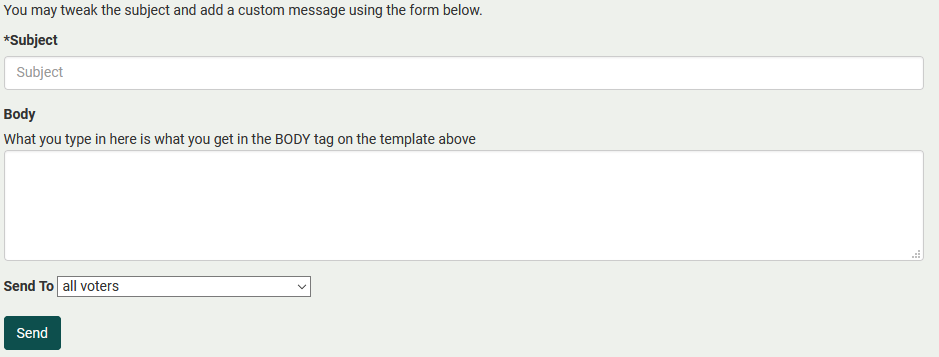 You may tweak the subject and add a custom message using the form below.
*Subject
Subject
Body
What you type in here is what you get in the BODY tag on the template above
Send To all voters
Send